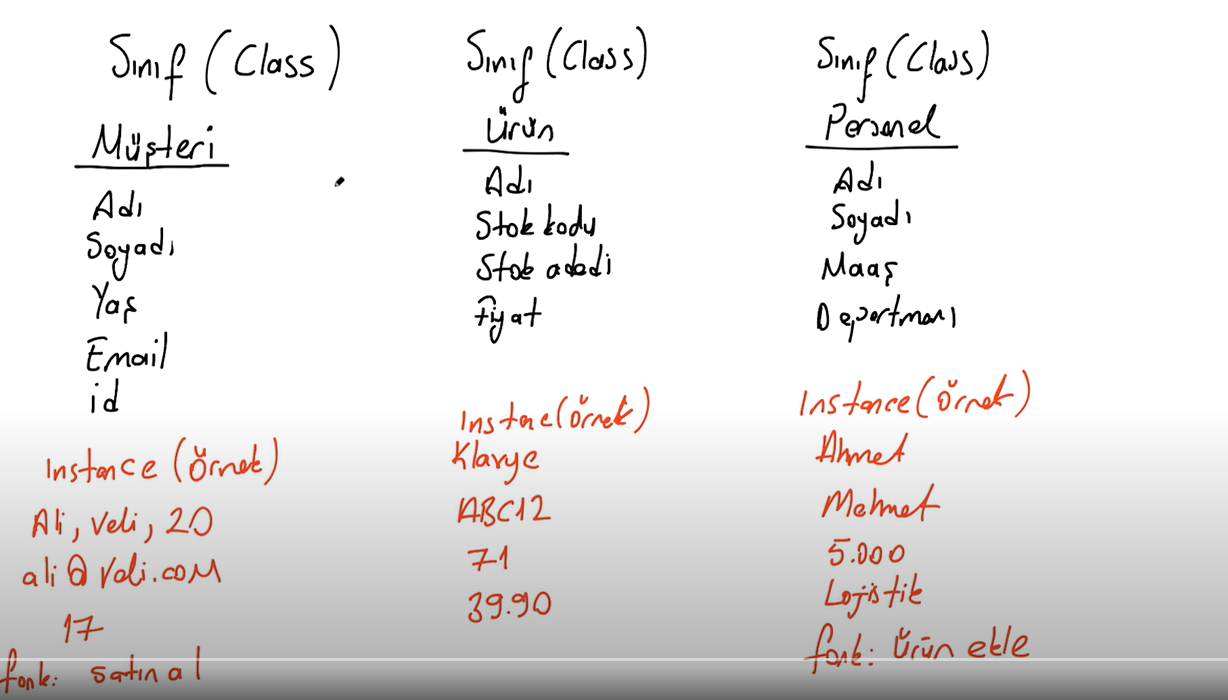 Sınıf (Class)
Müşteri
Adı
Soyadı
Yaş
Email
id
Instance (Örnek)
Ali, Veli, 20
ali@Veli.com
17
fonk: satın al
Sınıf (Class)
Ürün
Adı
Stok kodu
Stok adedi
Fiyat
Instace (Örnek)
Klavye
ABC12
71
39.90
Sınıf (Class)
Personel
Adı
Soyadı
Maaş
Departmanı
Instance (Örnek)
Ahmet
Mehmet
5.000
Lojistik
fonk: Ürün ekle